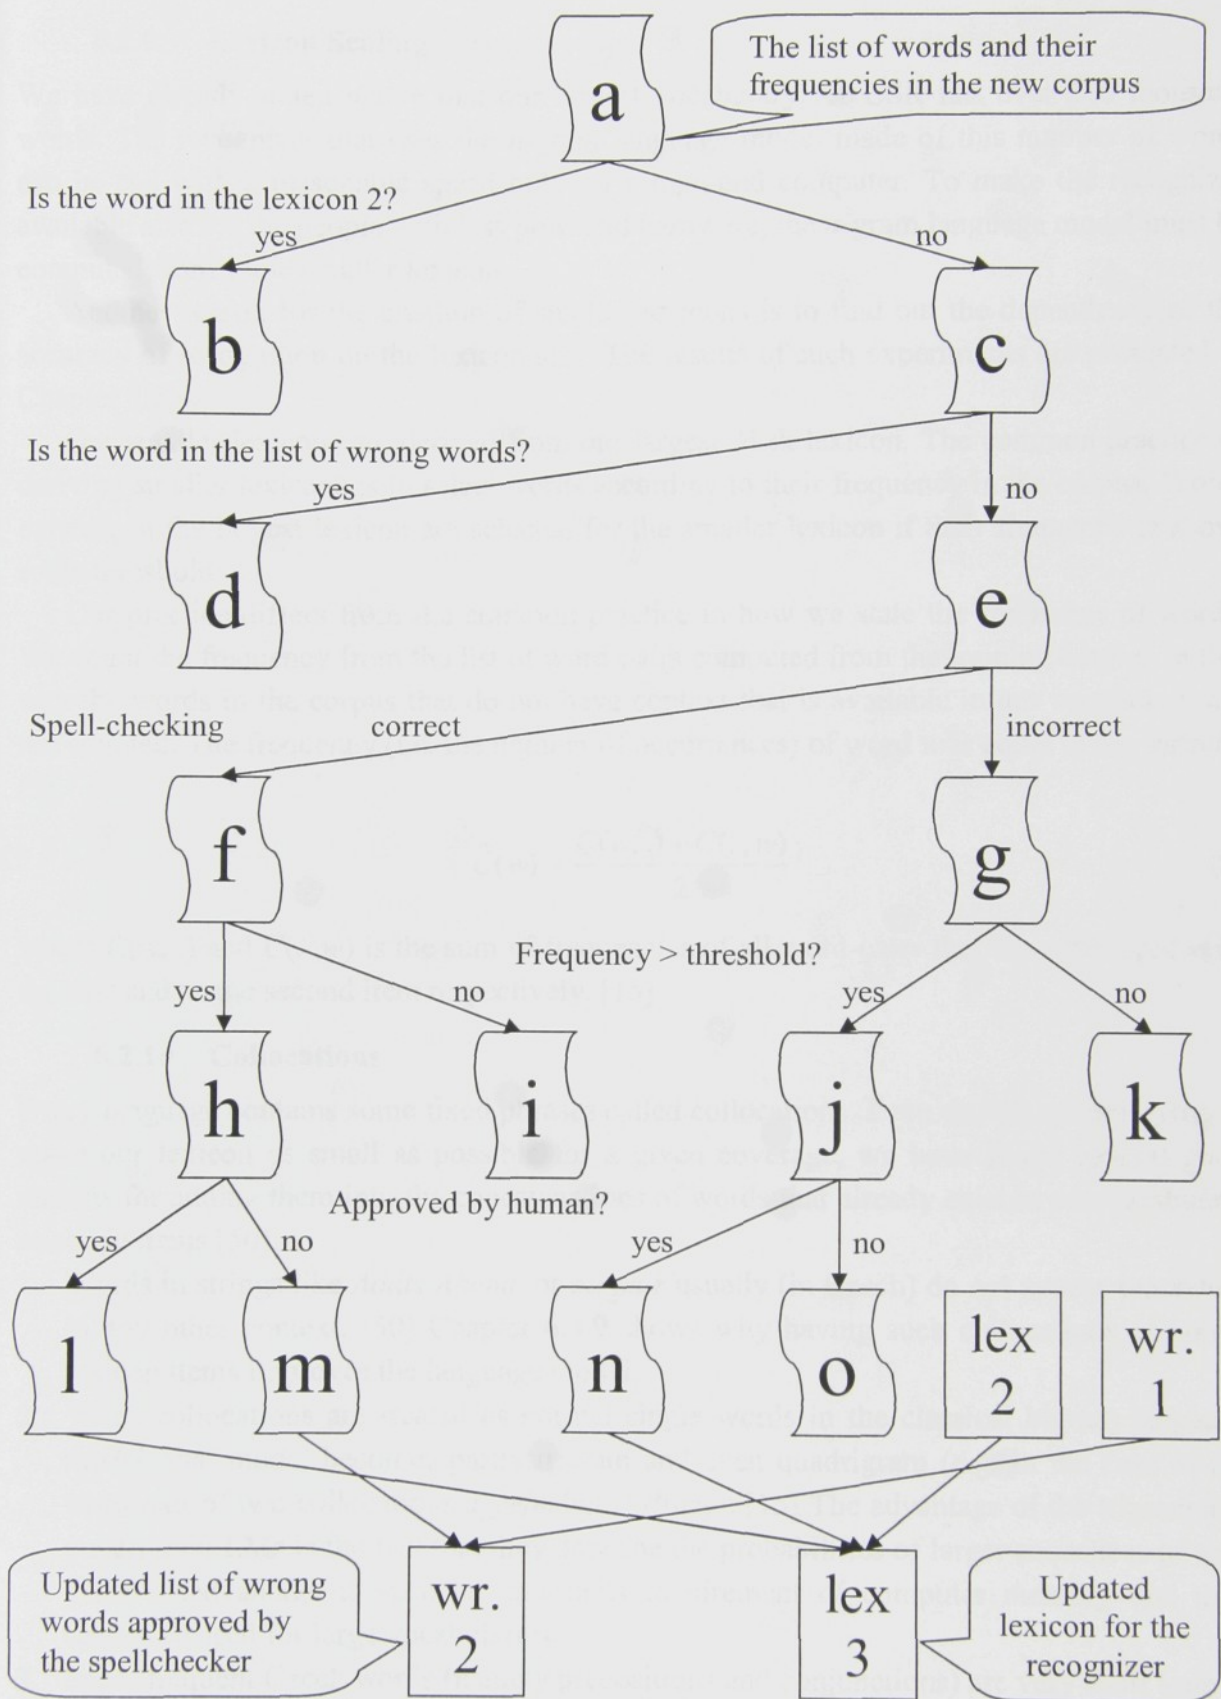 a
The list of words and their
frequencies in the new corpus
Is the word in the lexicon 2?
yes
no
b
c
Is the word in the list of wrong words?
yes
no
d
e
Spell-checking
correct
incorrect
f
g
Frequency > threshold?
yes
no
yes
no
h
i
j
k
Approved by human?
yes
no
yes
no
l
m
n
o
lex
2
wr.
1
Updated list of wrong
words approved by
the spellchecker
wr.
2
lex
3
Updated
lexicon for the
recognizer